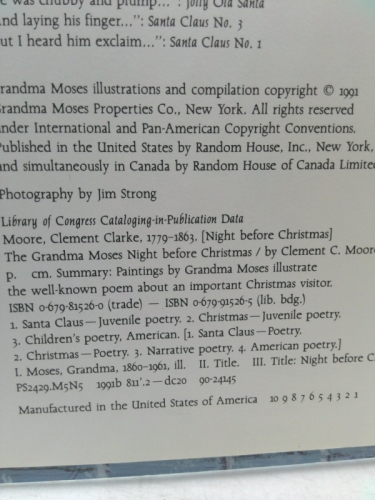 was chubby and plump...": Jolly Old Santa
nd laying his finger...": Santa Claus No. 3
ut I heard him exclaim...": Santa Claus No. 1
randma Moses illustrations and compilation copyright © 1991
Grandma Moses Properties Co., New York. All rights reserved
under International and Pan-American Copyright Conventions.
Published in the United States by Random House, Inc., New York,
and simultaneously in Canada by Random House of Canada Limite
Photography by Jim Strong
Library of Congress Cataloging-in-Publication Data
Moore, Clement Clarke, 1779–1863. [Night before Christmas]
The Grandma Moses Night before Christmas / by Clement C. Moor
p. cm. Summary: Paintings by Grandma Moses illustrate
the well-known poem about an important Christmas visitor.
ISBN 0-679-81526-0 (trade) — ISBN 0-679-91526-5 (lib. bdg.)
1. Santa Claus—Juvenile poetry. 2. Christmas—Juvenile poetry.
3. Children's poetry, American. [1. Santa Claus—Poetry.
2. Christmas—Poetry. 3. Narrative poetry. 4. American poetry.]
I. Moses, Grandma, 1860–1961, ill. II. Title. III. Title: Night before C
PS2429.M5N5 1991b 811'.2—dc20 90-24145
Manufactured in the United States of America 10 9 8 7 6 5 4 3 2 1